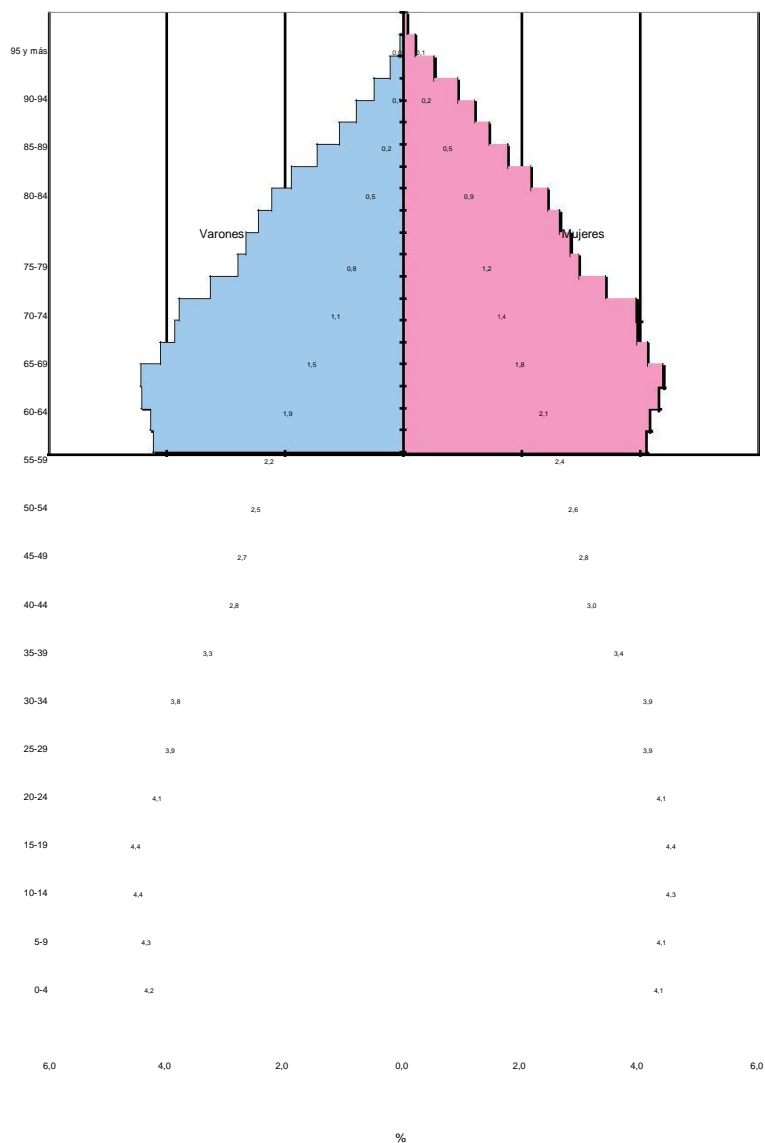 95 y más 0,0 0,1
90-94 0,1 0,2
85-89 0,2 0,5
80-84 0,5 0,9
Varones Mujeres
75-79 0,8 1,2
70-74 1,1 1,4
65-69 1,5 1,8
60-64 1,9 2,1
55-59 2,2 2,4
50-54 2,5 2,6
45-49 2,7 2,8
40-44 2,8 3,0
35-39 3,3 3,4
30-34 3,8 3,9
25-29 3,9 3,9
20-24 4,1 4,1
15-19 4,4 4,4
10-14 4,4 4,3
5-9 4,3 4,1
0-4 4,2 4,1
6,0 4,0 2,0 0,0 2,0 4,0 6,0
%